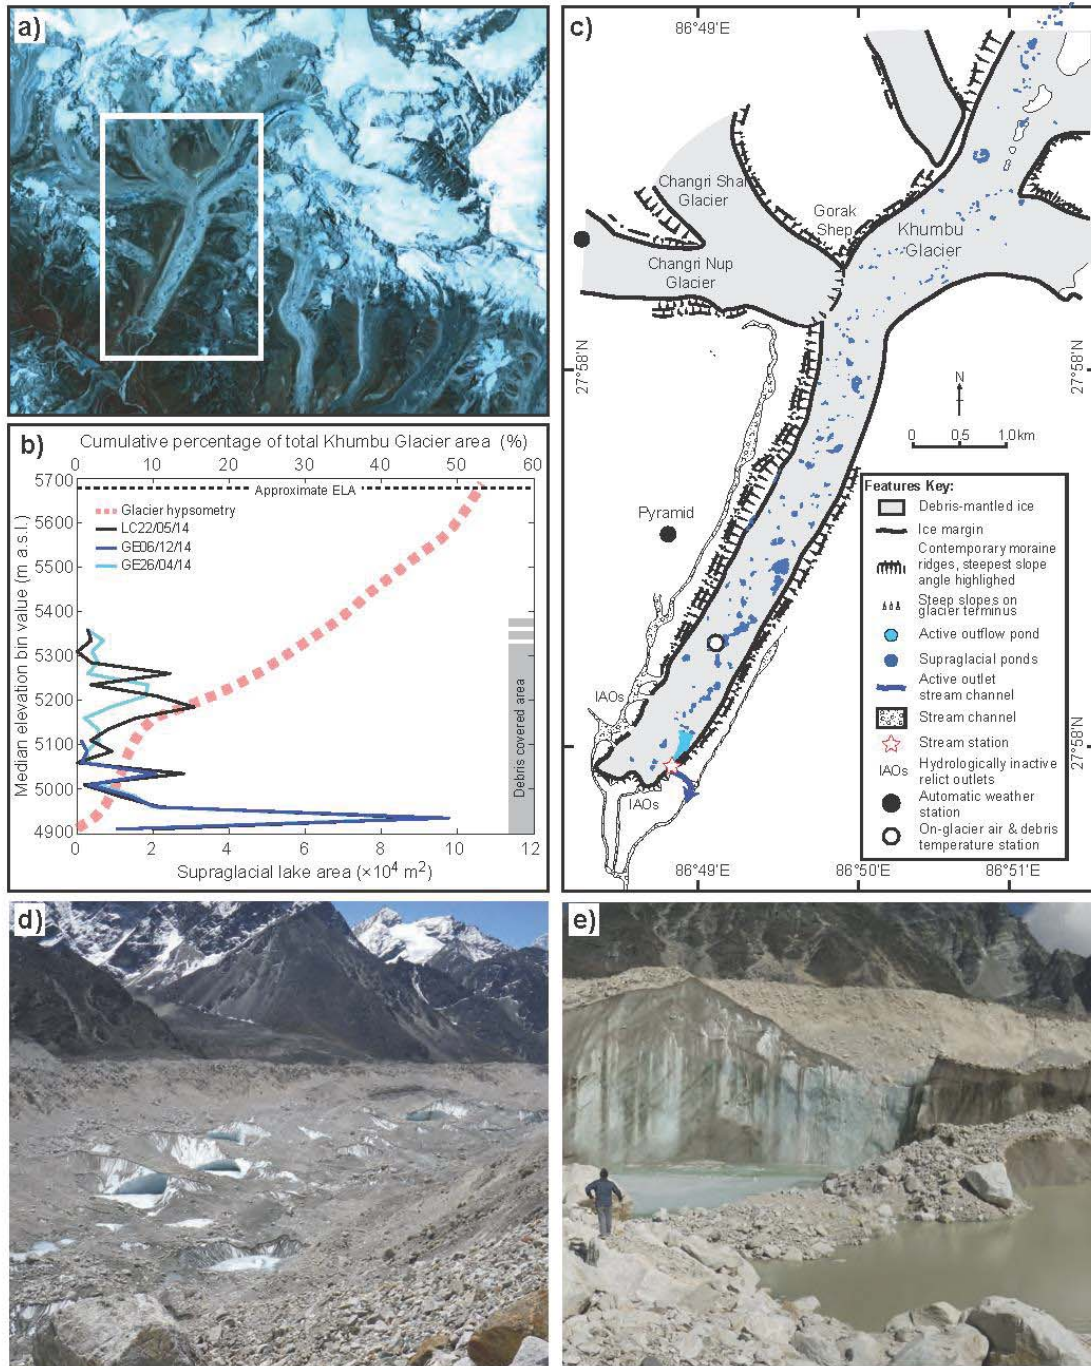 a)
b)
Cumulative percentage of total Khumbu Glacier area (%)
0 10 20 30 40 50 60
5700
5600
5500
5400
5300
5200
5100
5000
4900
Median elevation bin value (m a.s.l.)
Approximate ELA
Glacier hypsometry
LC22/05/14
GE06/12/14
GE26/04/14
Debris covered area
0 2 4 6 8 10 12
Supraglacial lake area (×10⁴ m²)
c)
86°49'E
Changri Shar
Glacier
Gorak
Shep
Khumbu
Glacier
Changri Nup
Glacier
27°58'N
27°58'N
N
0 0.5 1.0km
Pyramid
IAOs
IAOs
27°58'N
86°49'E 86°50'E 86°51'E
Features Key:
Debris-mantled ice
Ice margin
Contemporary moraine
ridges, steepest slope
angle highlighed
Steep slopes on
glacier terminus
Active outflow pond
Supraglacial ponds
Active outlet
stream channel
Stream channel
Stream station
IAOs Hydrologically inactive
relict outlets
Automatic weather
station
On-glacier air & debris
temperature station
d)
e)